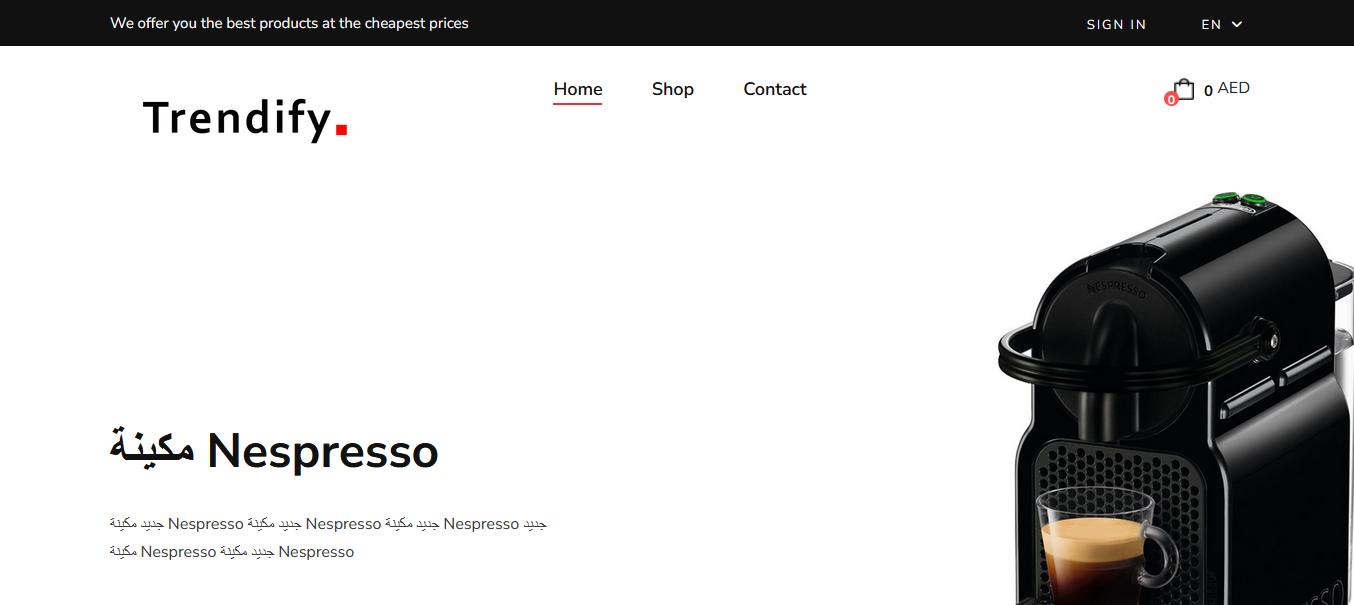 We offer you the best products at the cheapest prices
SIGN IN
EN
Trendify.
Home
Shop
Contact
0
0 AED
NESPRESSO
مكينة Nespresso
جديد مكينة Nespresso جديد مكينة Nespresso جديد مكينة Nespresso جديد
مكينة Nespresso جديد مكينة Nespresso